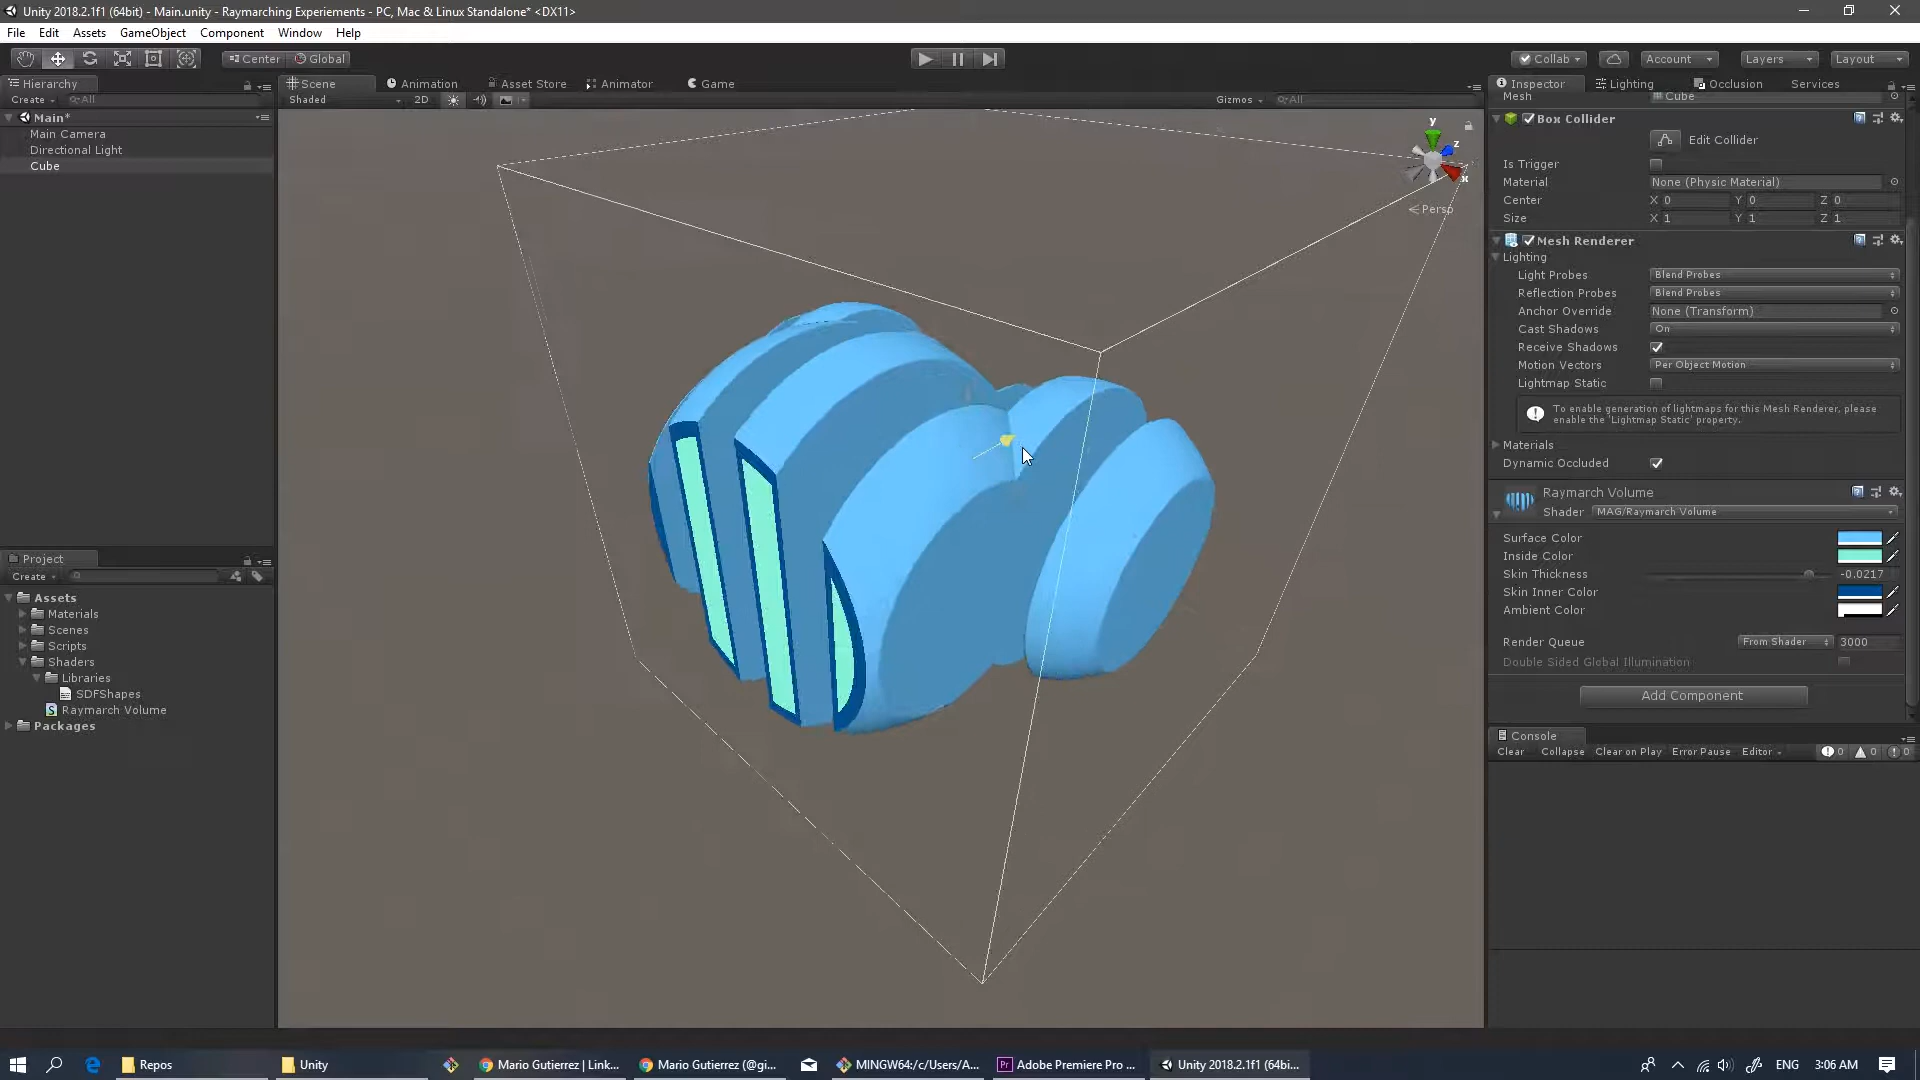 Unity 2018.2.1f1 (64bit) - Main.unity - Raymarching Experiements - PC, Mac & Linux Standalone* <DX11>
File Edit Assets GameObject Component Window Help
Center Global
Collab Account Layers Layout
Hierarchy
Create All
Main*
Main Camera
Directional Light
Cube
Scene Animation Asset Store Animator Game
Shaded 2D Gizmos All
y
z
x
Persp
Project
Create
Assets
Materials
Scenes
Scripts
Shaders
Libraries
SDFShapes
Raymarch Volume
Packages
Inspector Lighting Occlusion Services
Mesh Cube
Box Collider
Edit Collider
Is Trigger
Material None (Physic Material)
Center X 0 Y 0 Z 0
Size X 1 Y 1 Z 1
Mesh Renderer
Lighting
Light Probes Blend Probes
Reflection Probes Blend Probes
Anchor Override None (Transform)
Cast Shadows On
Receive Shadows
Motion Vectors Per Object Motion
Lightmap Static
To enable generation of lightmaps for this Mesh Renderer, please
enable the 'Lightmap Static' property.
Materials
Dynamic Occluded
Raymarch Volume
Shader MAG/Raymarch Volume
Surface Color
Inside Color
Skin Thickness -0.0217
Skin Inner Color
Ambient Color
Render Queue From Shader 3000
Double Sided Global Illumination
Add Component
Console
Clear Collapse Clear on Play Error Pause Editor 0 0 0
Repos Unity Mario Gutierrez | Link... Mario Gutierrez (@gi... MINGW64:/c/Users/A... Pr Adobe Premiere Pro ... Unity 2018.2.1f1 (64bi... ENG 3:06 AM